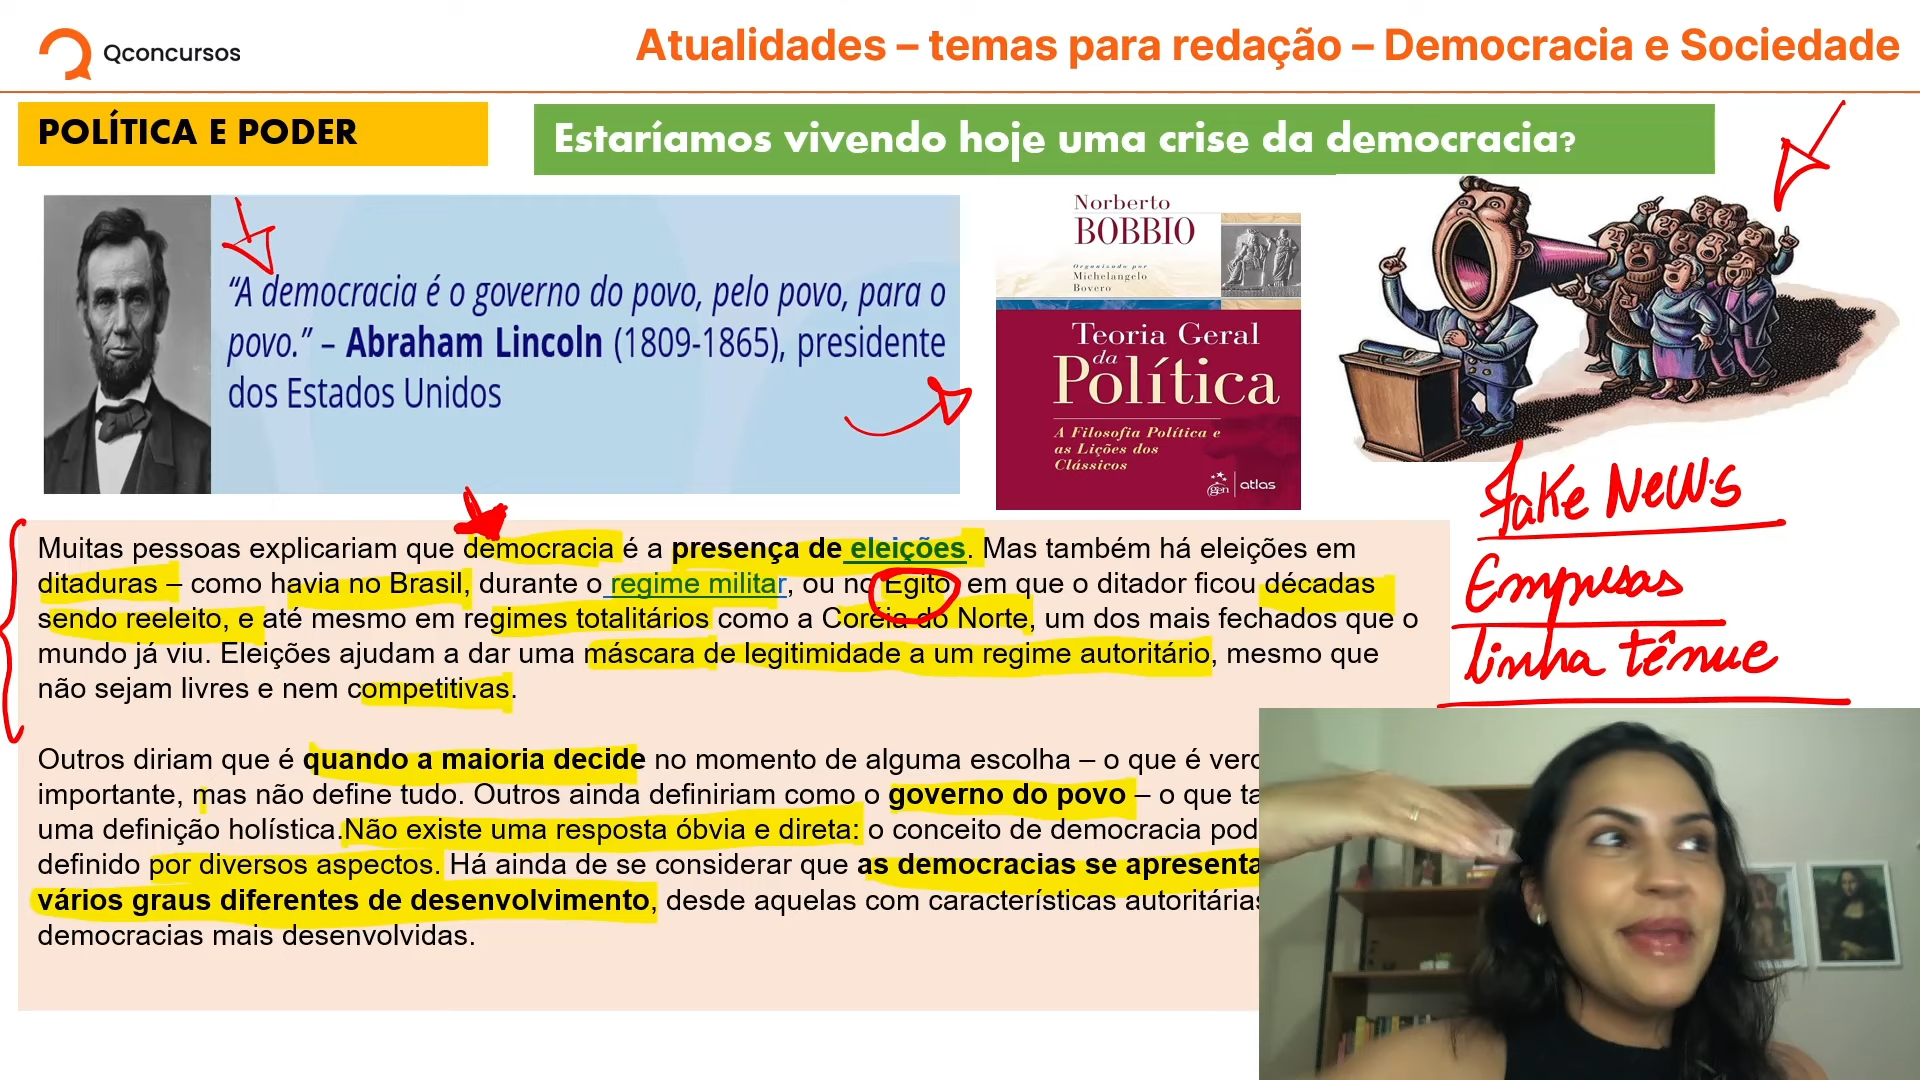 Qconcursos
Atualidades – temas para redação – Democracia e Sociedade
POLÍTICA E PODER
Estaríamos vivendo hoje uma crise da democracia?
“A democracia é o governo do povo, pelo povo, para o
povo.” – Abraham Lincoln (1809-1865), presidente
dos Estados Unidos
Norberto
BOBBIO
Organizado por
Michelangelo
Bovero
Teoria Geral
da
Política
A Filosofia Política e
as Lições dos
Clássicos
gen
atlas
Fake News
Empresas
linha tênue
Muitas pessoas explicariam que democracia é a presença de eleições. Mas também há eleições em
ditaduras – como havia no Brasil, durante o regime militar, ou no Egito, em que o ditador ficou décadas
sendo reeleito, e até mesmo em regimes totalitários como a Coreia do Norte, um dos mais fechados que o
mundo já viu. Eleições ajudam a dar uma máscara de legitimidade a um regime autoritário, mesmo que
não sejam livres e nem competitivas.
Outros diriam que é quando a maioria decide no momento de alguma escolha – o que é
importante, mas não define tudo. Outros ainda definiriam como o governo do povo – o que
uma definição holística. Não existe uma resposta óbvia e direta: o conceito de democracia
definido por diversos aspectos. Há ainda de se considerar que as democracias se
vários graus diferentes de desenvolvimento, desde aquelas com características
democracias mais desenvolvidas.